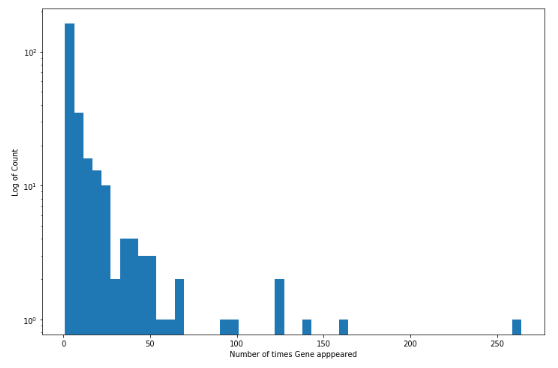 10²
10¹
10⁰
Log of Count
0 50 100 150 200 250
Number of times Gene apppeared